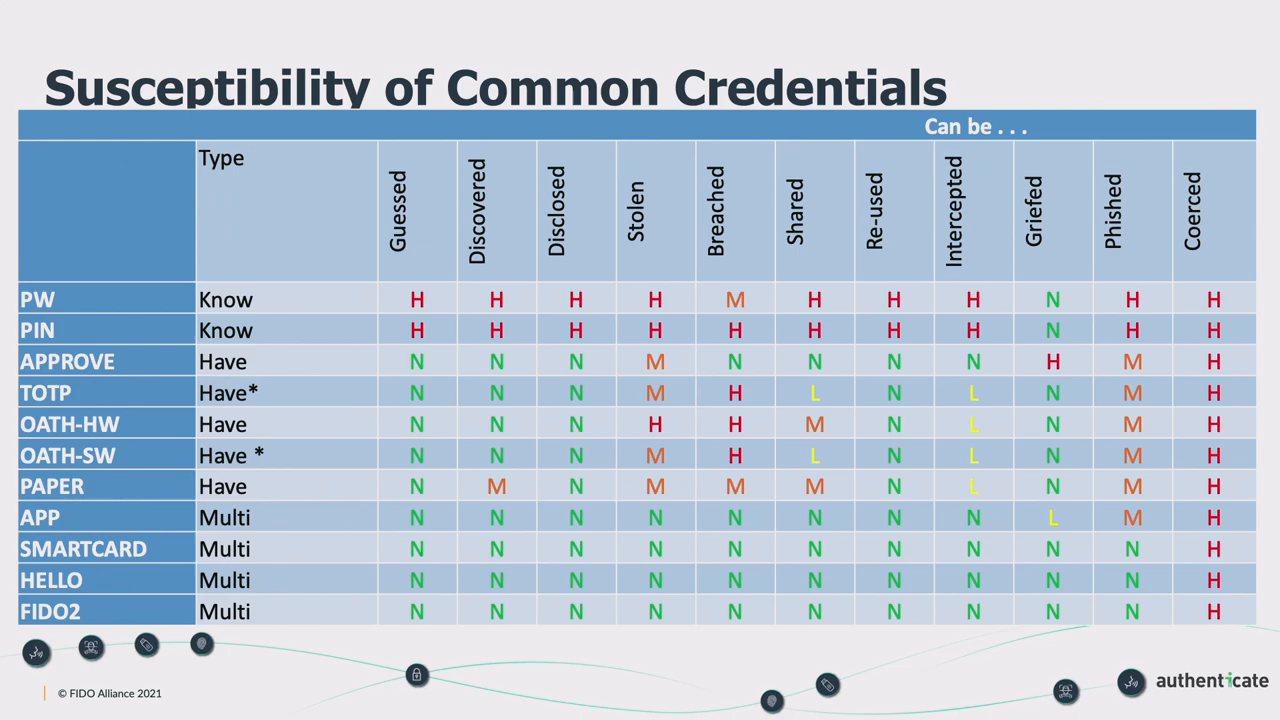 Susceptibility of Common Credentials
Can be . . .
Type Guessed Discovered Disclosed Stolen Breached Shared Re-used Intercepted Griefed Phished Coerced
PW Know H H H H M H H H N H H
PIN Know H H H H H H H H N H H
APPROVE Have N N N M N N N N H M H
TOTP Have* N N N M H L N L N M H
OATH-HW Have N N N H H M N L N M H
OATH-SW Have * N N N M H L N L N M H
PAPER Have N M N M M M N L N M H
APP Multi N N N N N N N N L M H
SMARTCARD Multi N N N N N N N N N N H
HELLO Multi N N N N N N N N N N H
FIDO2 Multi N N N N N N N N N N H
© FIDO Alliance 2021
authenticate